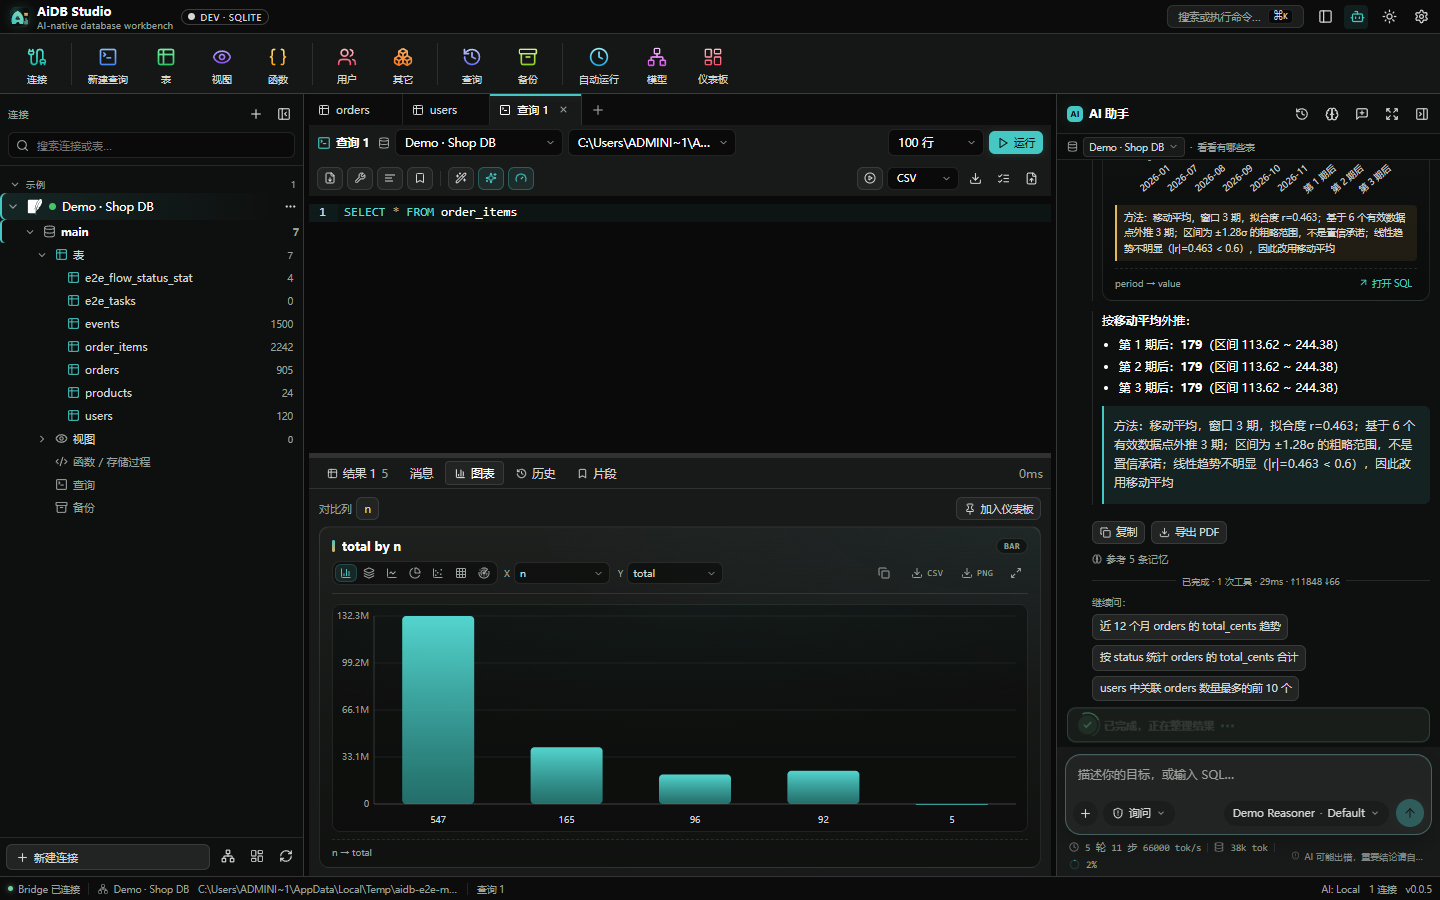 AiDB Studio
AI-native database workbench
DEV · SQLITE
搜索或执行命令...
⌘K
连接
新建查询
表
视图
函数
用户
其它
查询
备份
自动运行
模型
仪表板
连接
搜索连接或表...
示例 1
Demo · Shop DB
main 7
表 7
e2e_flow_status_stat 4
e2e_tasks 0
events 1500
order_items 2242
orders 905
products 24
users 120
视图 0
函数 / 存储过程
查询
备份
新建连接
orders
users
查询 1
查询 1
Demo · Shop DB
C:\Users\ADMINI~1\A...
100 行
运行
CSV
1 SELECT * FROM order_items
结果 1 5
消息
图表
历史
片段
0ms
对比列 n
加入仪表板
total by n
BAR
X n
Y total
CSV
PNG
132.3M
99.2M
66.1M
33.1M
0
547 165 96 92 5
n → total
AI 助手
Demo · Shop DB · 看看有哪些表
2026-01 2026-07 2026-08 2026-09 2026-10 2026-11 第 1 期后 第 2 期后 第 3 期后
方法：移动平均，窗口 3 期，拟合度 r=0.463；基于 6 个有效数据
点外推 3 期；区间为 ±1.28σ 的粗略范围，不是置信承诺；线性趋
势不明显（|r|=0.463 < 0.6），因此改用移动平均
period → value
打开 SQL
按移动平均外推：
• 第 1 期后：179（区间 113.62 ~ 244.38）
• 第 2 期后：179（区间 113.62 ~ 244.38）
• 第 3 期后：179（区间 113.62 ~ 244.38）
方法：移动平均，窗口 3 期，拟合度 r=0.463；基于 6 个
有效数据点外推 3 期；区间为 ±1.28σ 的粗略范围，不是
置信承诺；线性趋势不明显（|r|=0.463 < 0.6），因此改
用移动平均
复制
导出 PDF
参考 5 条记忆
已完成 · 1 次工具 · 29ms · ↑11848 ↓66
继续问：
近 12 个月 orders 的 total_cents 趋势
按 status 统计 orders 的 total_cents 合计
users 中关联 orders 数量最多的前 10 个
已完成，正在整理结果
描述你的目标，或输入 SQL...
询问
Demo Reasoner · Default
5 轮 11 步 66000 tok/s
38k tok
2%
AI 可能出错，重要结论请自...
Bridge 已连接
Demo · Shop DB
C:\Users\ADMINI~1\AppData\Local\Temp\aidb-e2e-m...
查询 1
AI: Local
1 连接
v0.0.5